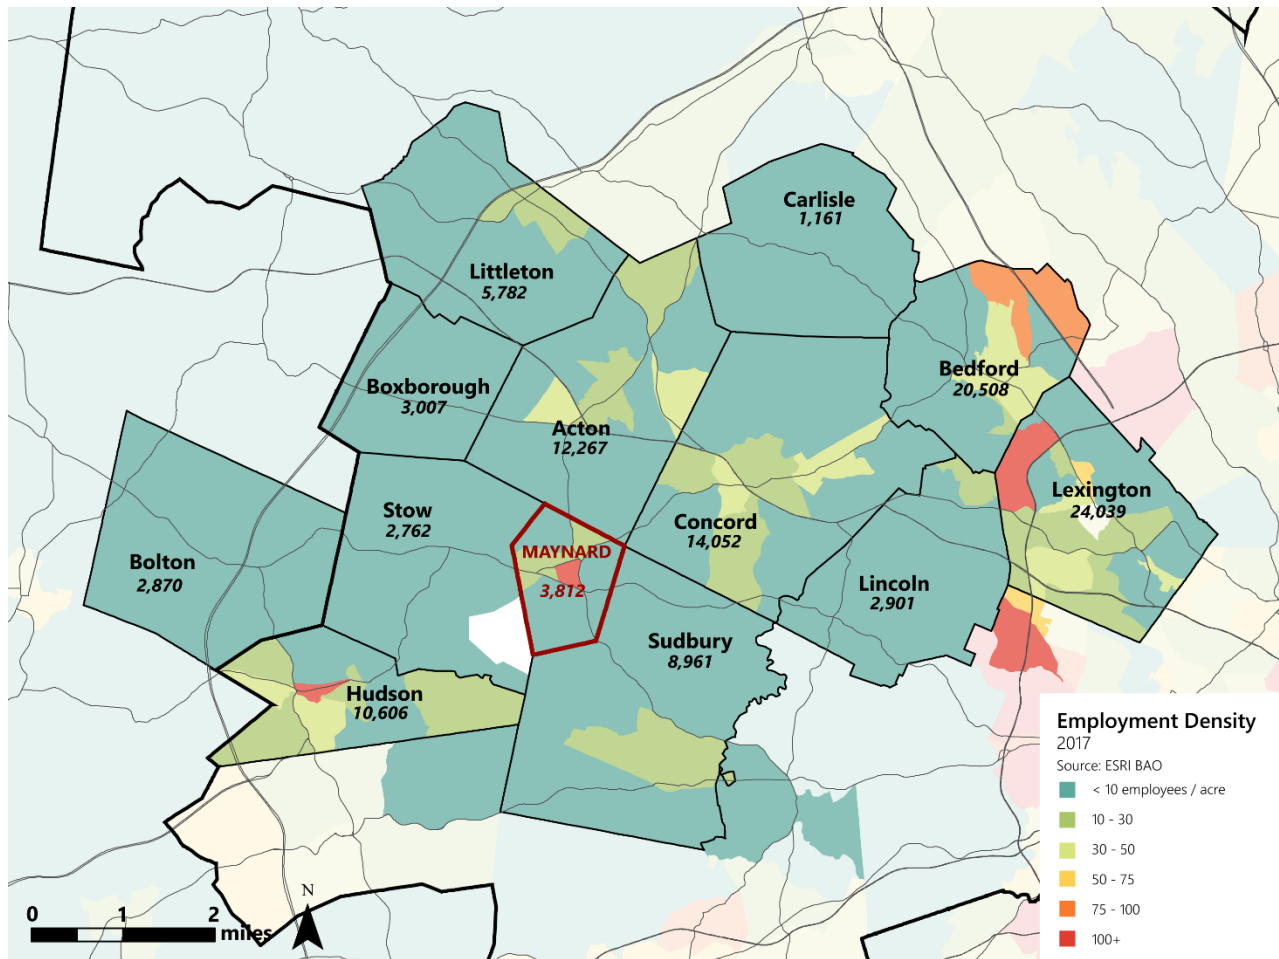 Carlisle
1,161
Littleton
5,782
Bedford
20,508
Boxborough
3,007
Acton
12,267
Lexington
24,039
Stow
2,762
Concord
14,052
MAYNARD
3,812
Bolton
2,870
Lincoln
2,901
Sudbury
8,961
Hudson
10,606
Employment Density
2017
Source: ESRI BAO
< 10 employees / acre
10 - 30
30 - 50
50 - 75
75 - 100
100+
N
0 1 2
miles